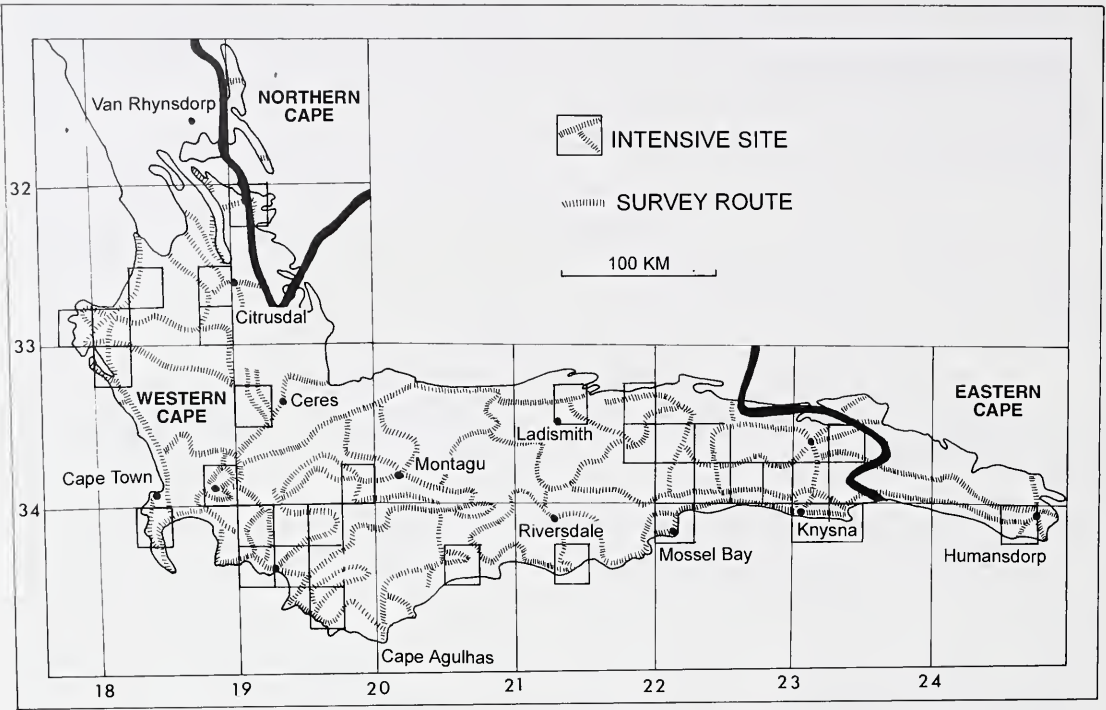 Van Rhynsdorp
NORTHERN
CAPE
INTENSIVE SITE
SURVEY ROUTE
100 KM
32
Citrusdal
33
WESTERN
CAPE
Ceres
EASTERN
CAPE
Ladismith
Cape Town
Montagu
34
Riversdale
Mossel Bay
Knysna
Humansdorp
Cape Agulhas
18 19 20 21 22 23 24